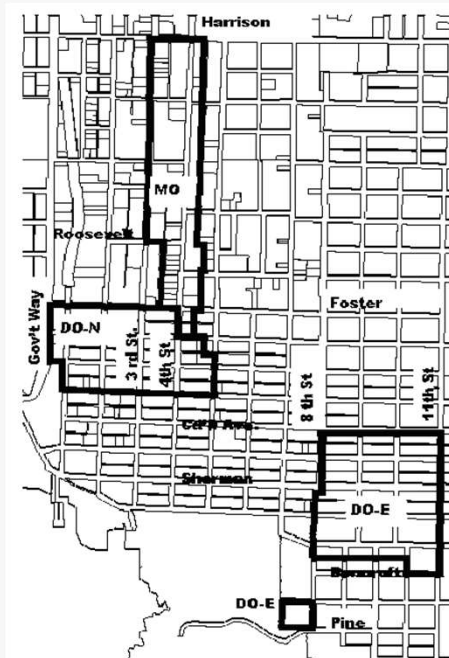 Harrison
MO
Roosevelt
Foster
Gov't Way
DO-N
3 rd St.
4th St.
8 th St
11th St
Sherman
DO-E
DO-E
Pine